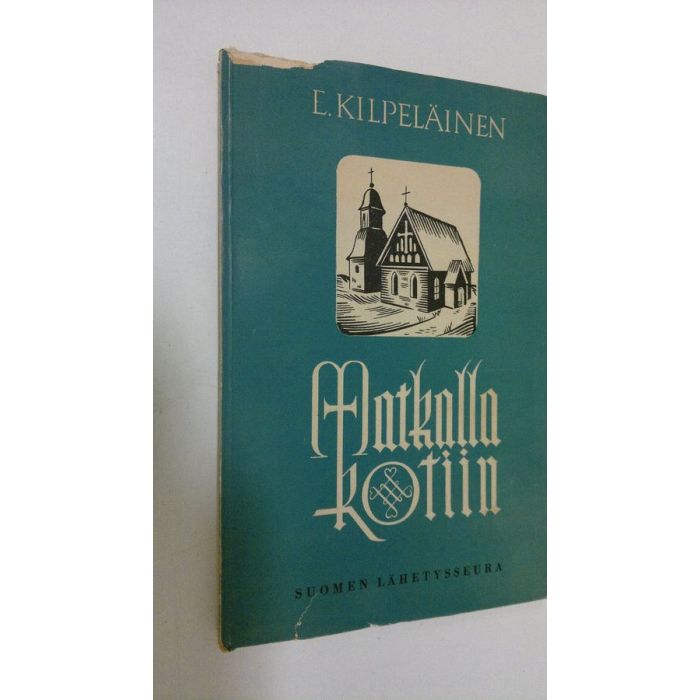 E. KILPELÄINEN
Matkalla
kotiin
SUOMEN LÄHETYSSEURA